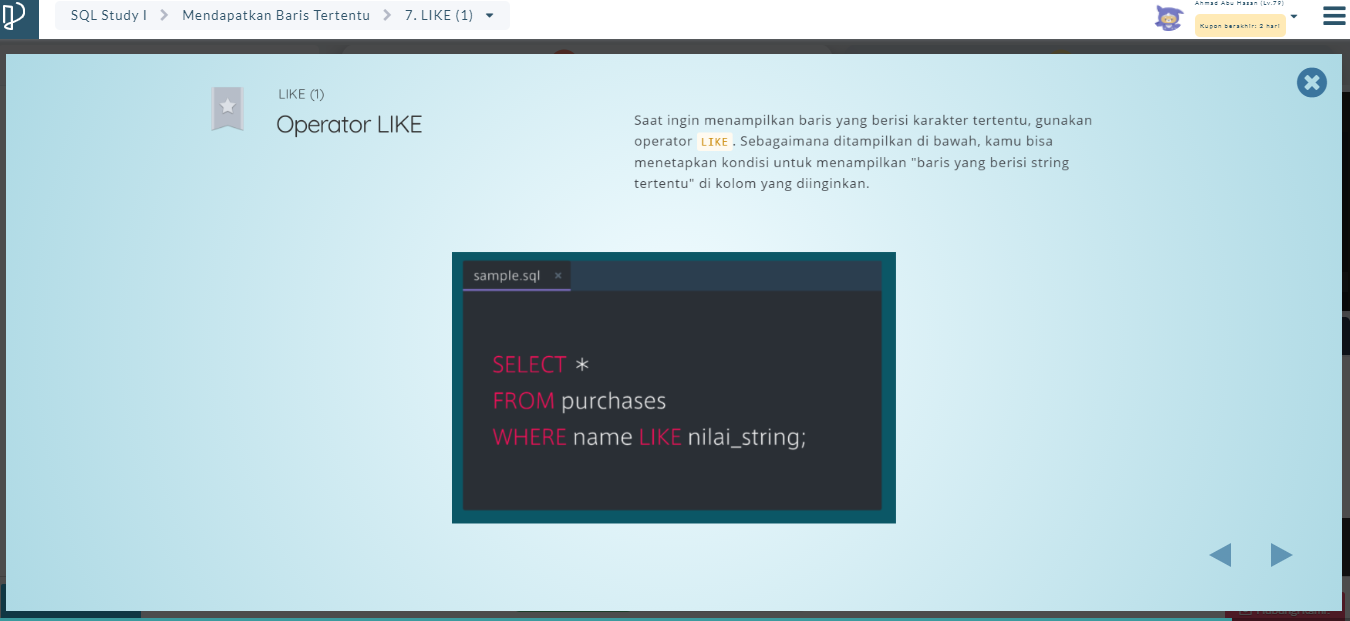 SQL Study I
Mendapatkan Baris Tertentu
7. LIKE (1)
Ahmad Abu Hasan (Lv.79)
Kupon berakhir: 2 hari
LIKE (1)
Operator LIKE
Saat ingin menampilkan baris yang berisi karakter tertentu, gunakan
operator LIKE. Sebagaimana ditampilkan di bawah, kamu bisa
menetapkan kondisi untuk menampilkan "baris yang berisi string
tertentu" di kolom yang diinginkan.
sample.sql ×
SELECT *
FROM purchases
WHERE name LIKE nilai_string;